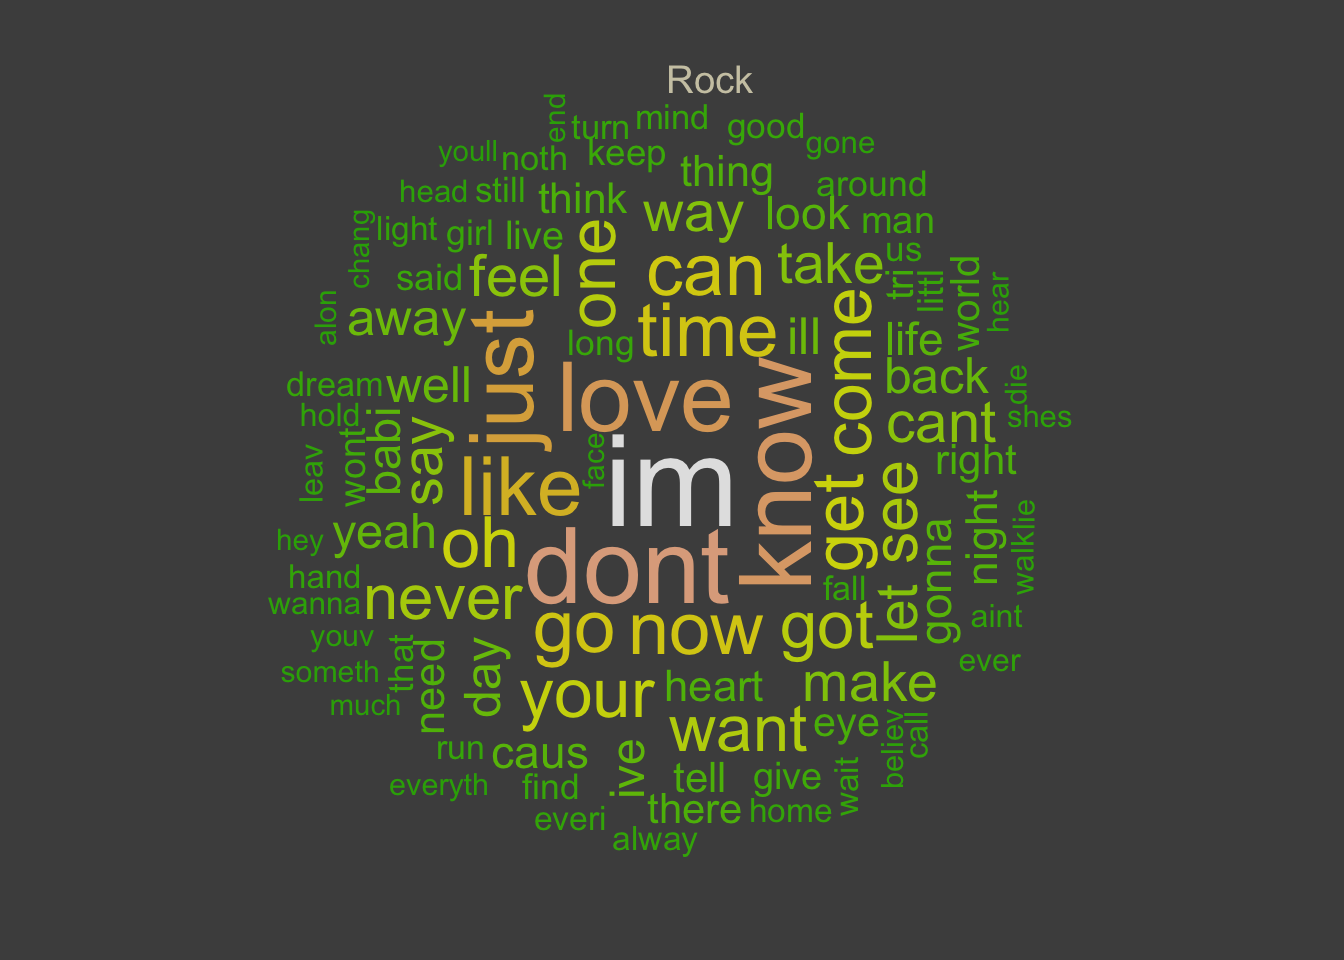 Rock
end
turn
mind
good
gone
youll
noth
keep
thing
around
head
still
think
way
look
man
chang
light
girl
live
one
us
said
feel
can
take
tri
littl
world
hear
alon
away
just
long
time
ill
come
life
dream
well
love
know
back
die
hold
babi
say
cant
shes
leav
wont
like
face
im
get
see
right
hey
yeah
oh
dont
night
walk
lie
gonna
hand
wanna
never
fall
let
aint
youv
go
now
got
ever
someth
that
need
day
your
heart
make
much
want
eye
believ
call
run
caus
ive
tell
give
wait
everyth
find
there
home
everi
alway